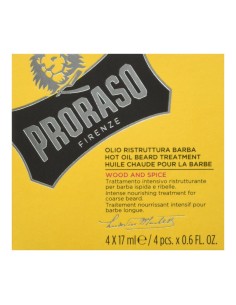 PRORASO
FIRENZE
OLIO RISTRUTTURA BARBA
HOT OIL BEARD TREATMENT
HUILE CHAUDE POUR LA BARBE
WOOD AND SPICE
Trattamento intensivo ristrutturante
per barba ispida e ribelle.
Intense nourishing treatment for
coarse beard.
Traitement nourrissant intensif pour
barbe longue.
4 X 17 ml ℮ / 4 pcs. x 0.6 FL. OZ.